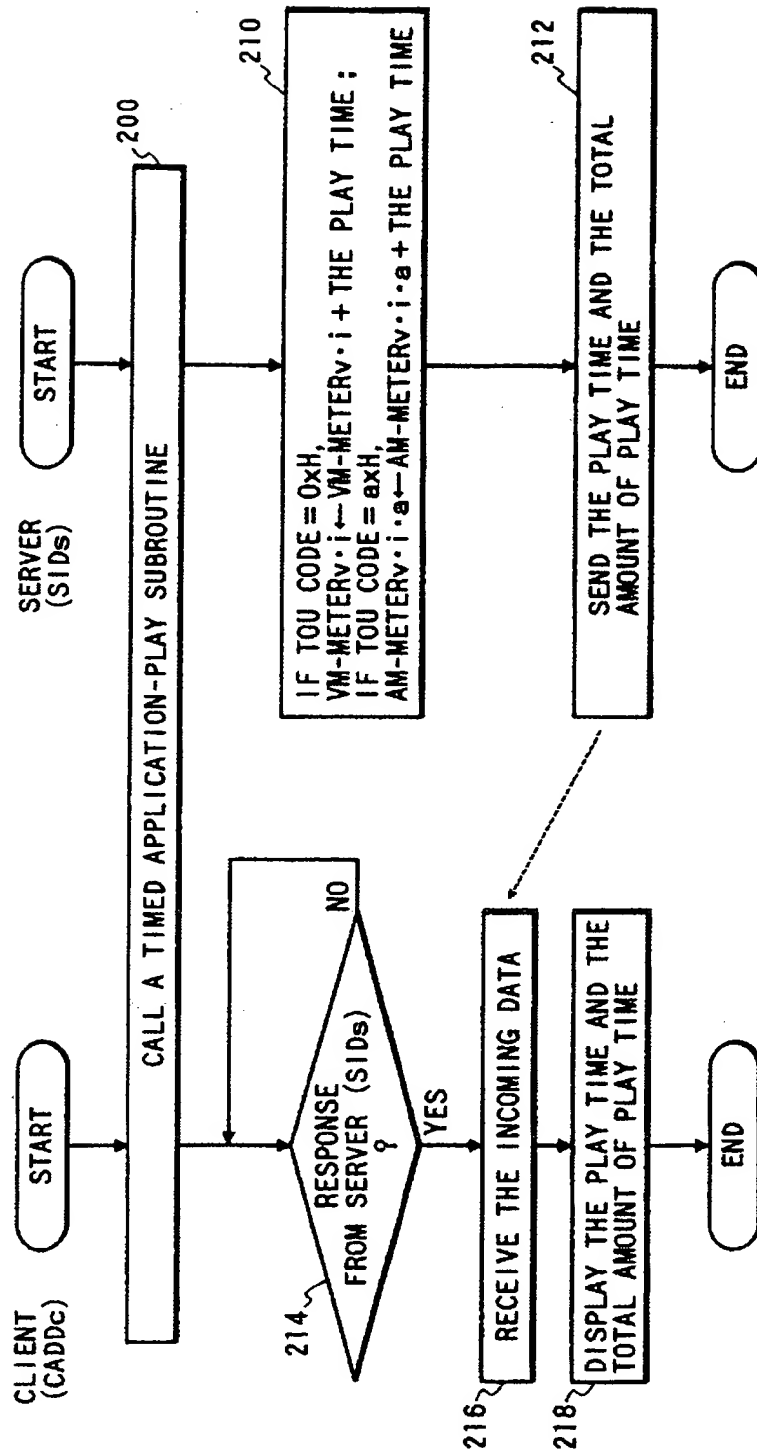 CLIENT
(CADDc)
START
SERVER
(SIDs)
START
200
CALL A TIMED APPLICATION-PLAY SUBROUTINE
214
RESPONSE
FROM SERVER (SIDs)
?
NO
YES
210
IF TOU CODE=0xH,
VM-METERv·i←VM-METERv·i+THE PLAY TIME;
IF TOU CODE=axH,
AM-METERv·i·a←AM-METERv·i·a+THE PLAY TIME
216
RECEIVE THE INCOMING DATA
212
SEND THE PLAY TIME AND THE TOTAL
AMOUNT OF PLAY TIME
218
DISPLAY THE PLAY TIME AND THE
TOTAL AMOUNT OF PLAY TIME
END
END